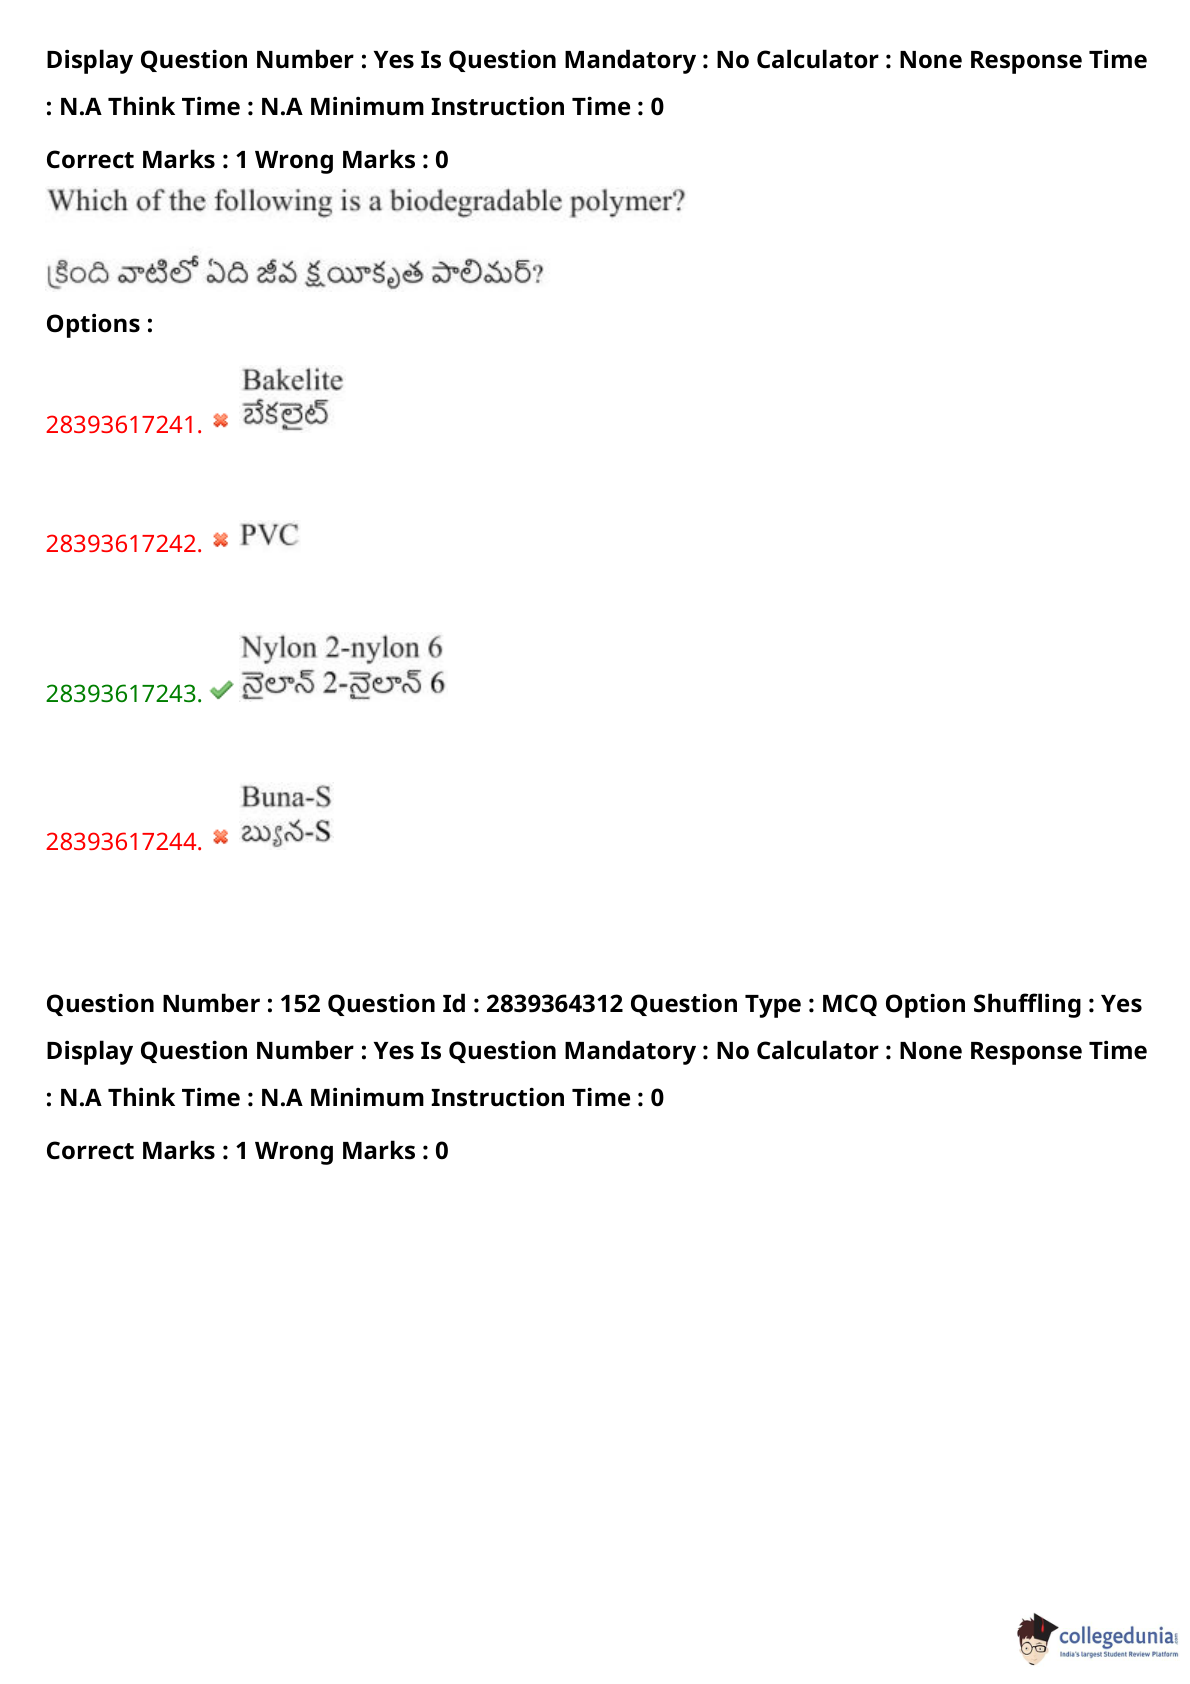 Display Question Number : Yes Is Question Mandatory : No Calculator : None Response Time
: N.A Think Time : N.A Minimum Instruction Time : 0
Correct Marks : 1 Wrong Marks : 0
Which of the following is a biodegradable polymer?
క్రింది వాటిలో ఏది జీవ క్షయీకృత పాలిమర్?
Options :
Bakelite
28393617241. బేకలైట్
28393617242. PVC
Nylon 2-nylon 6
28393617243. నైలాన్ 2-నైలాన్ 6
Buna-S
28393617244. బ్యున-S
Question Number : 152 Question Id : 2839364312 Question Type : MCQ Option Shuffling : Yes
Display Question Number : Yes Is Question Mandatory : No Calculator : None Response Time
: N.A Think Time : N.A Minimum Instruction Time : 0
Correct Marks : 1 Wrong Marks : 0
collegedunia
India's largest Student Review Platform